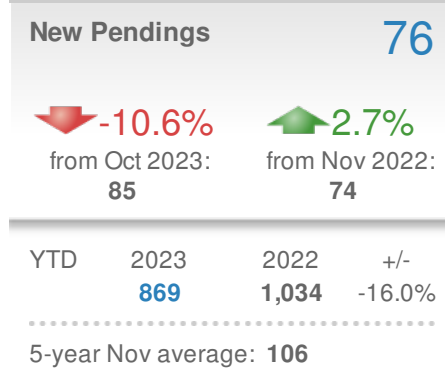 New Pendings 76
-10.6% 2.7%
from Oct 2023: from Nov 2022:
85 74
YTD 2023 2022 +/-
869 1,034 -16.0%
5-year Nov average: 106